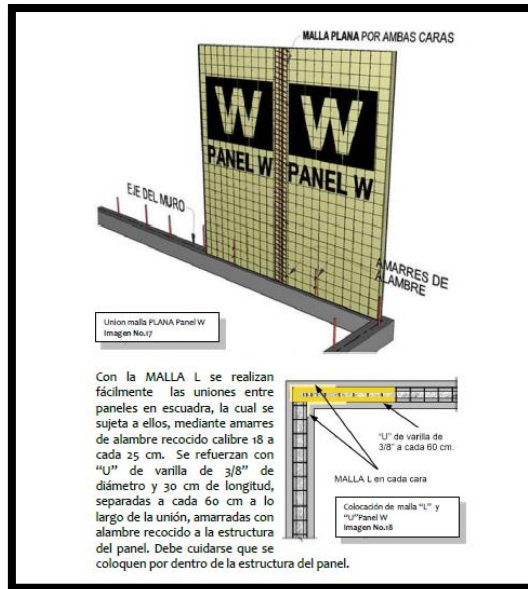 MALLA PLANA POR AMBAS CARAS
W W
PANEL W PANEL W
EJE DEL MURO
AMARRES DE
ALAMBRE
Union malla PLANA Panel W
Imagen No.17
Con la MALLA L se realizan
fácilmente las uniones entre
paneles en escuadra, la cual se
sujeta a ellos, mediante amarres
de alambre recocido calibre 18 a
cada 25 cm. Se refuerzan con
“U” de varilla de 3/8” de
diámetro y 30 cm de longitud,
separadas a cada 60 cm a lo
largo de la unión, amarradas con
alambre recocido a la estructura
del panel. Debe cuidarse que se
coloquen por dentro de la estructura del panel.
“U” de varilla de
3/8” a cada 60 cm.
MALLA L en cada cara
Colocación de malla “L” y
“U”Panel W
Imagen No.18